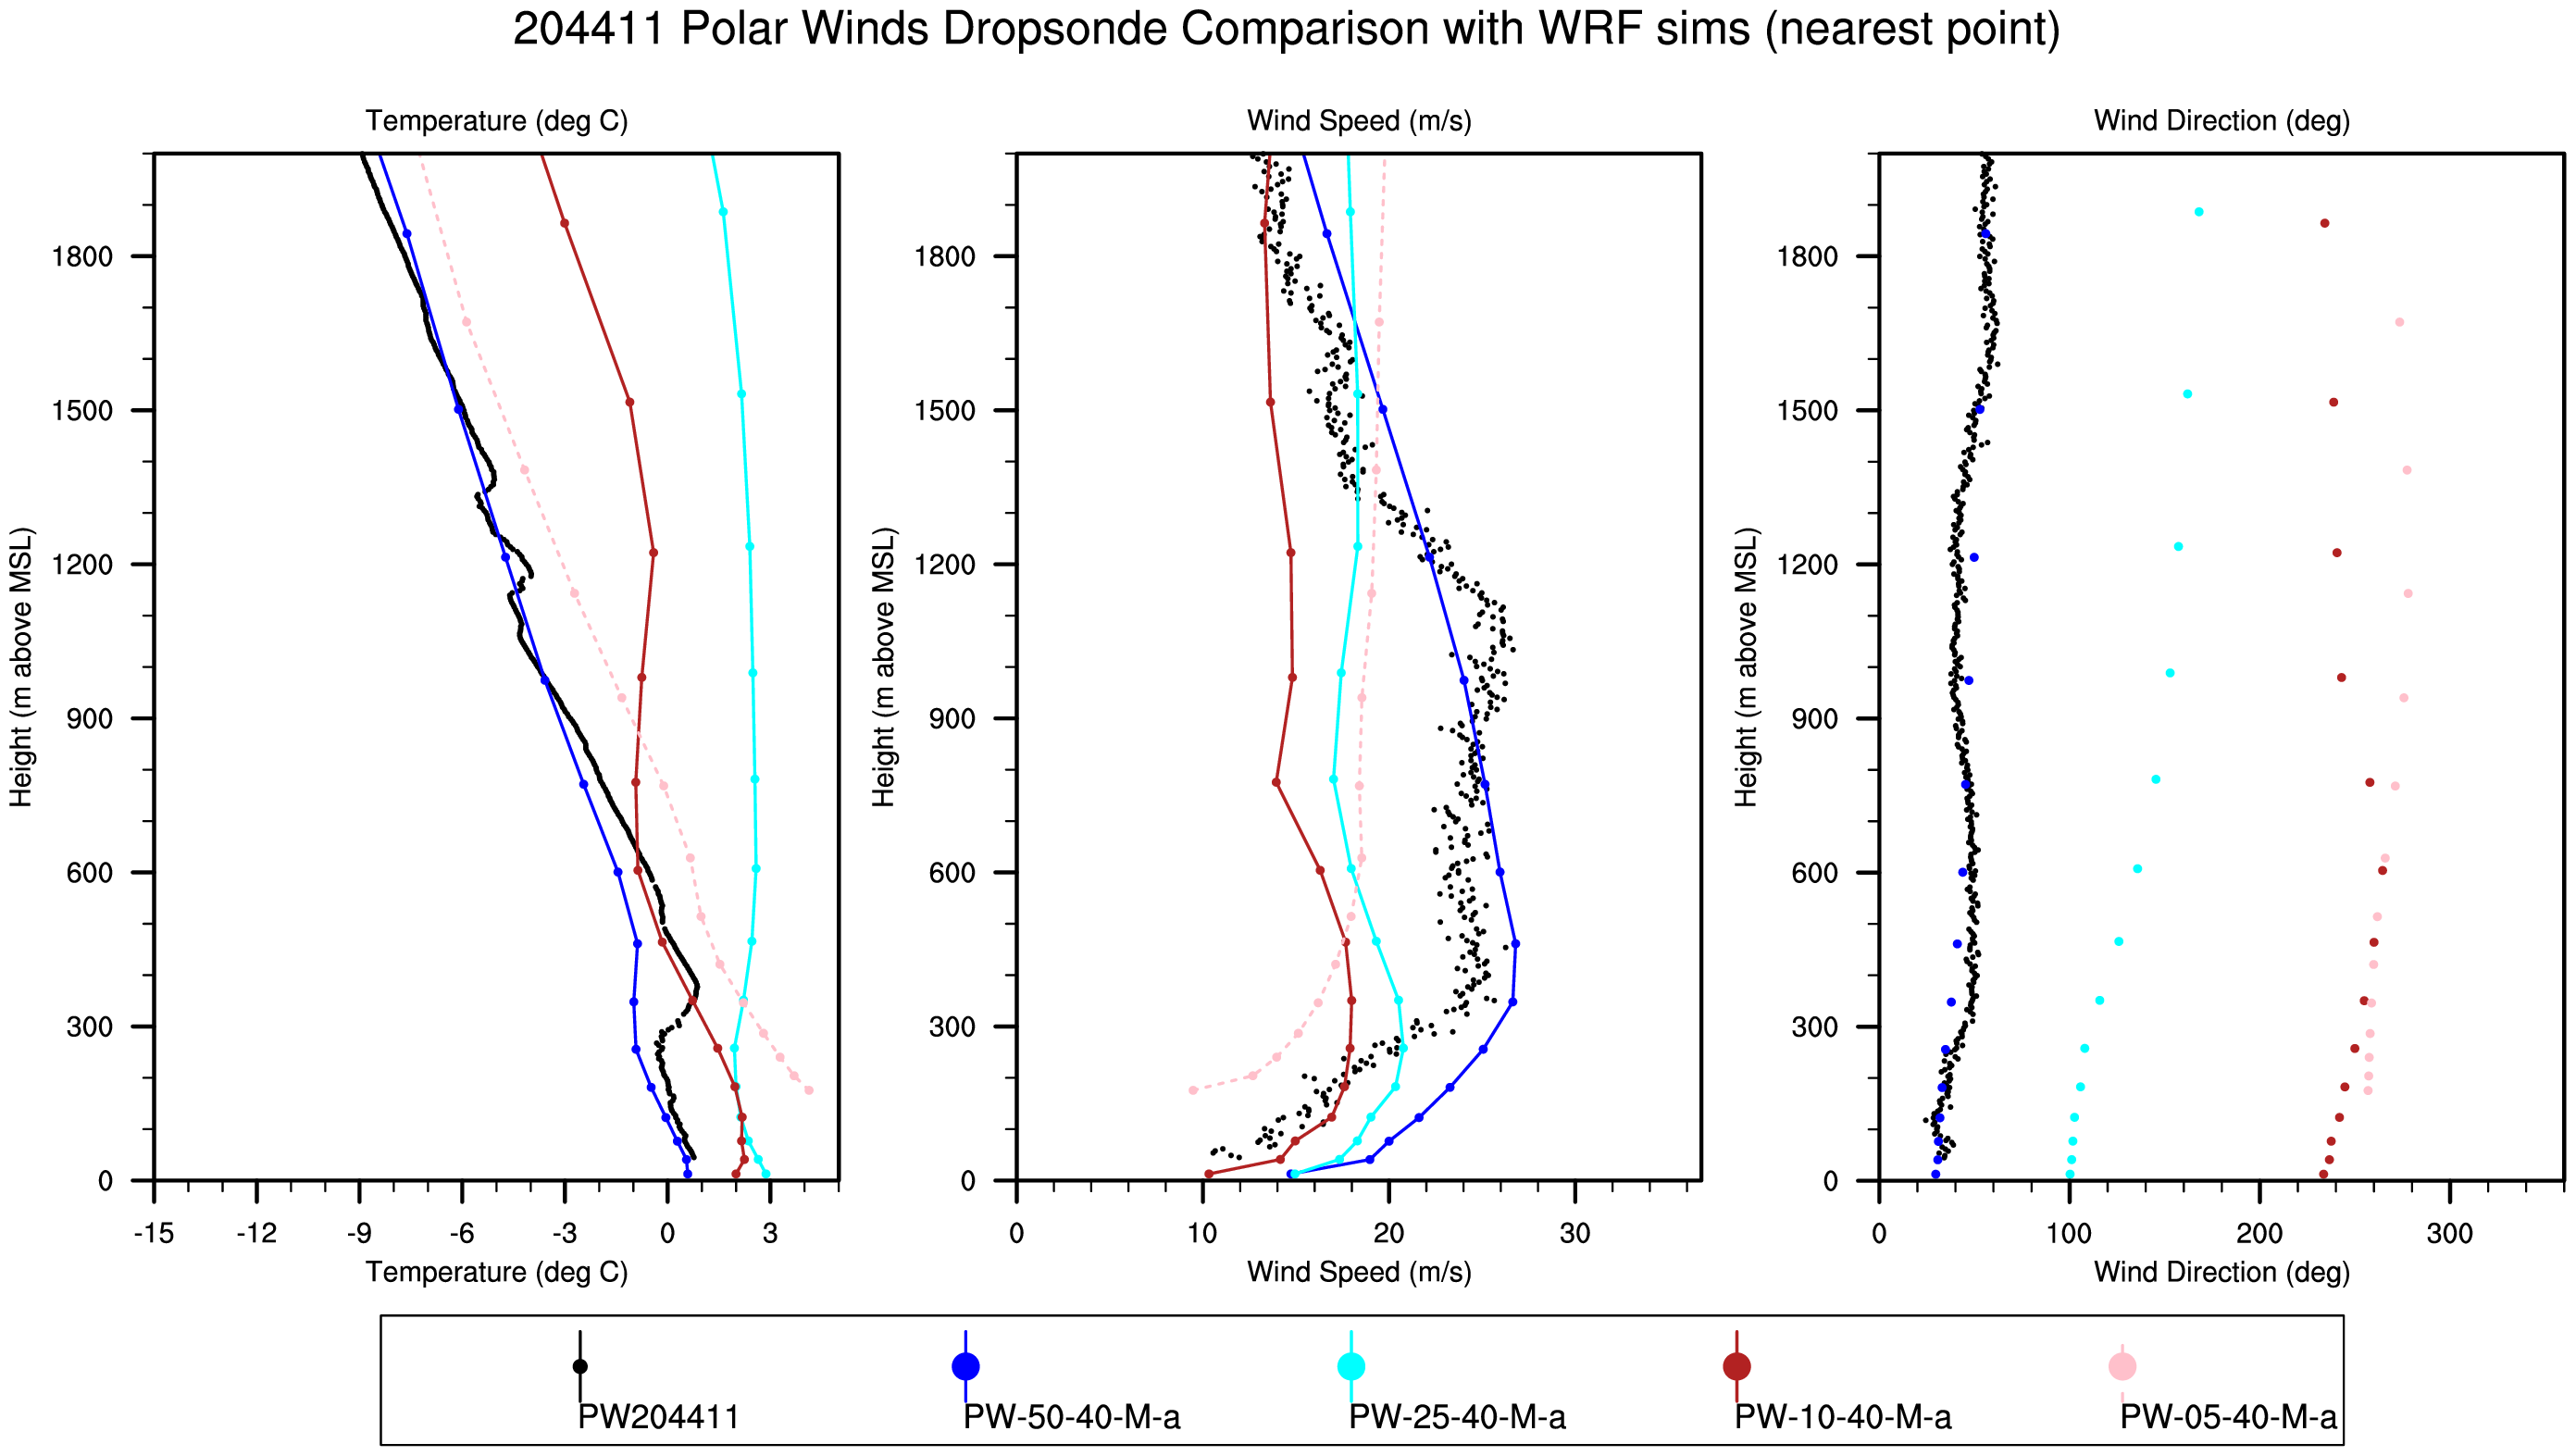 204411 Polar Winds Dropsonde Comparison with WRF sims (nearest point)
Temperature (deg C)
Wind Speed (m/s)
Wind Direction (deg)
Height (m above MSL)
1800
1500
1200
900
600
300
0
-15 -12 -9 -6 -3 0 3
Temperature (deg C)
Height (m above MSL)
1800
1500
1200
900
600
300
0
0 10 20 30
Wind Speed (m/s)
Height (m above MSL)
1800
1500
1200
900
600
300
0
0 100 200 300
Wind Direction (deg)
PW204411
PW-50-40-M-a
PW-25-40-M-a
PW-10-40-M-a
PW-05-40-M-a